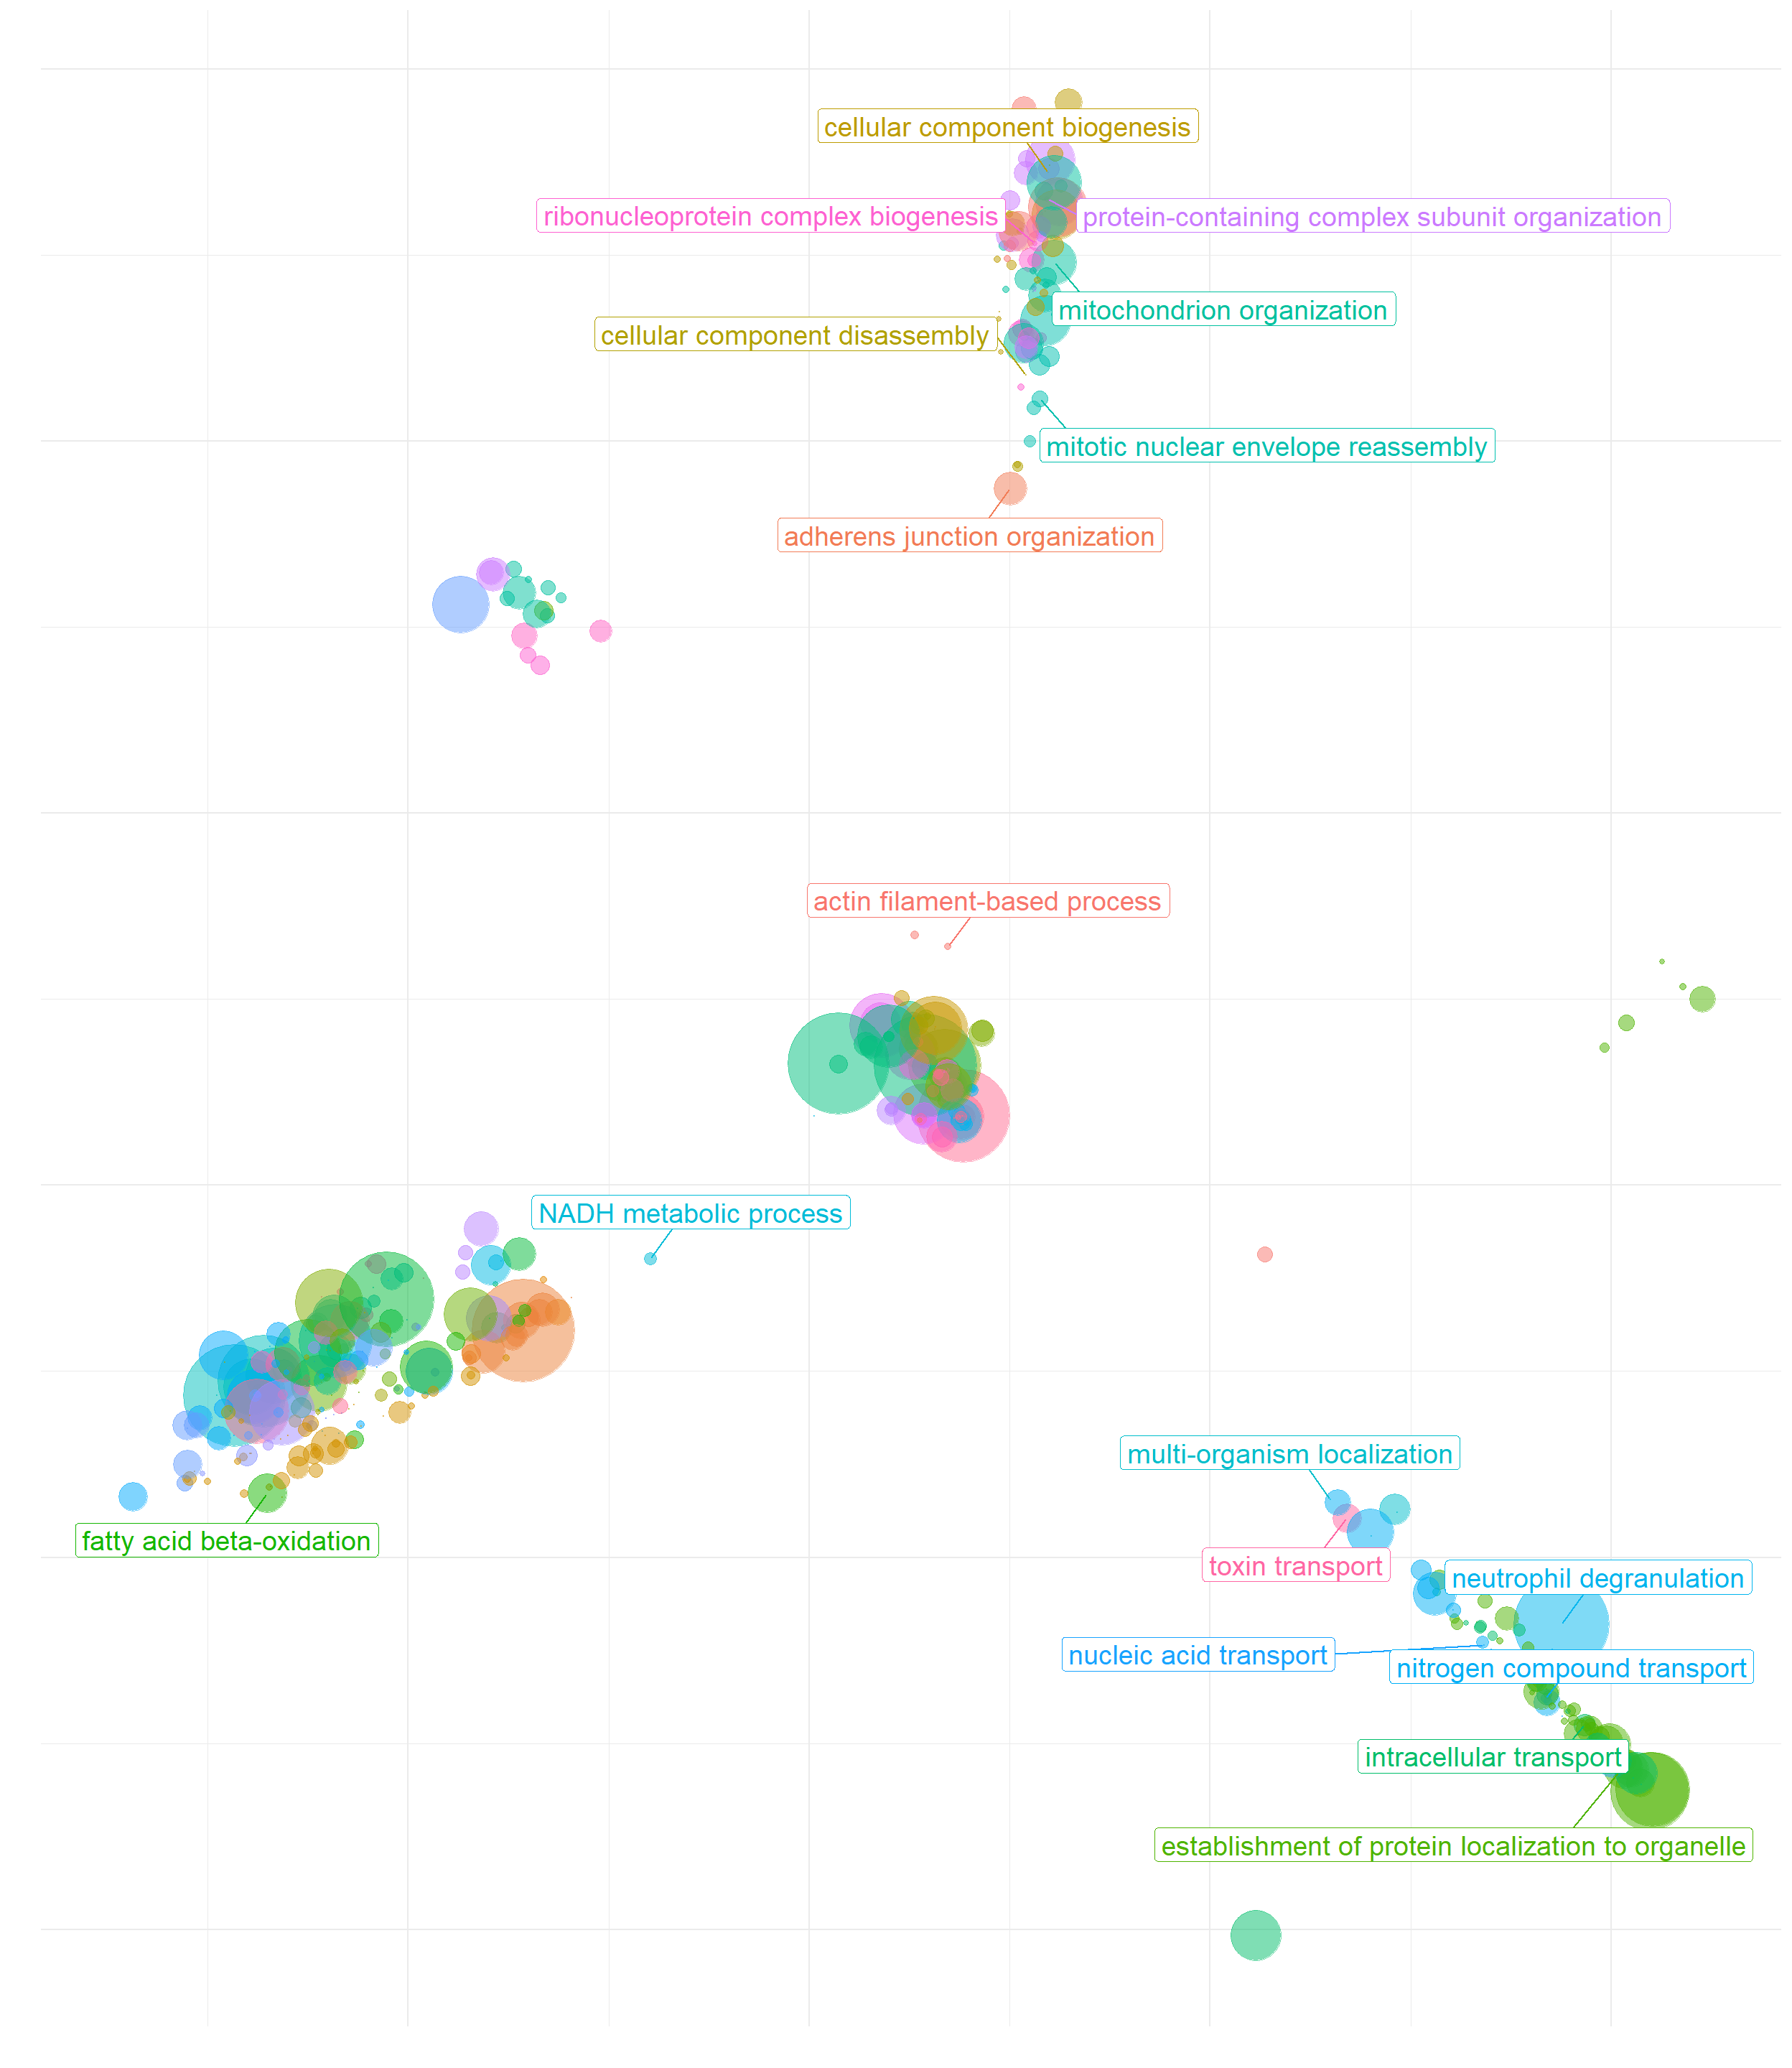 cellular component biogenesis
ribonucleoprotein complex biogenesis
protein-containing complex subunit organization
mitochondrion organization
cellular component disassembly
mitotic nuclear envelope reassembly
adherens junction organization
actin filament-based process
NADH metabolic process
multi-organism localization
fatty acid beta-oxidation
toxin transport
neutrophil degranulation
nucleic acid transport
nitrogen compound transport
intracellular transport
establishment of protein localization to organelle